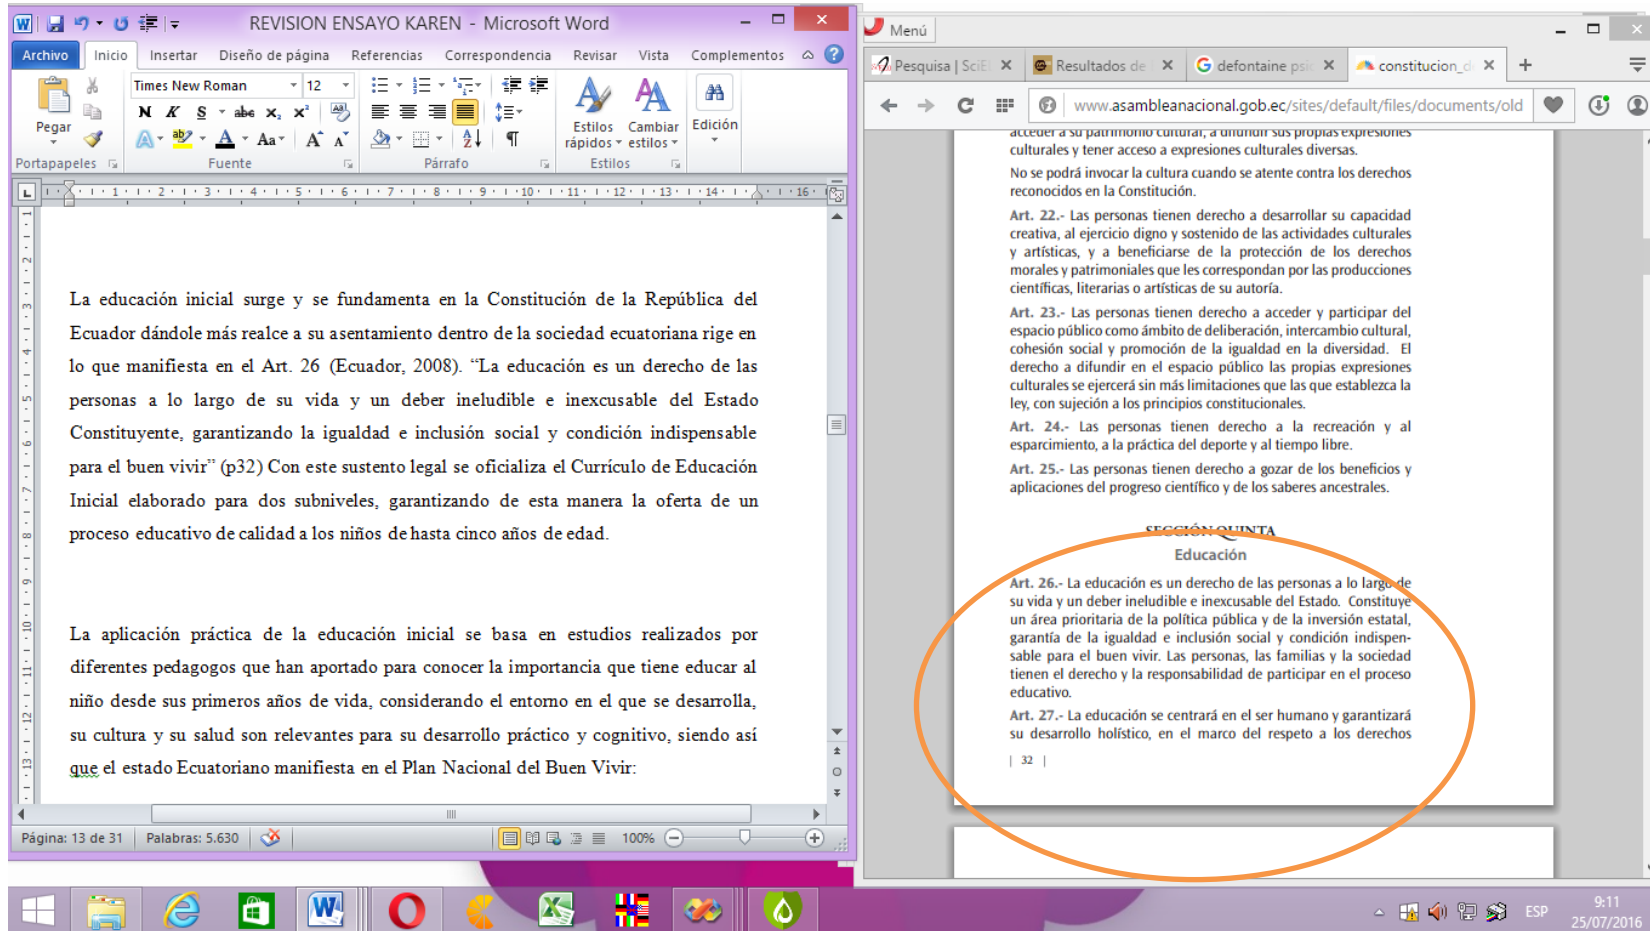 REVISION ENSAYO KAREN - Microsoft Word
Archivo Inicio Insertar Diseño de página Referencias Correspondencia Revisar Vista Complementos
Times New Roman 12
Pegar
N K S abc x₂ x²
Aa A A
Estilos rápidos
Cambiar estilos
Edición
Portapapeles Fuente Párrafo Estilos
La educación inicial surge y se fundamenta en la Constitución de la República del
Ecuador dándole más realce a su asentamiento dentro de la sociedad ecuatoriana rige en
lo que manifiesta en el Art. 26 (Ecuador, 2008). “La educación es un derecho de las
personas a lo largo de su vida y un deber ineludible e inexcusable del Estado
Constituyente, garantizando la igualdad e inclusión social y condición indispensable
para el buen vivir” (p32) Con este sustento legal se oficializa el Currículo de Educación
Inicial elaborado para dos subniveles, garantizando de esta manera la oferta de un
proceso educativo de calidad a los niños de hasta cinco años de edad.
La aplicación práctica de la educación inicial se basa en estudios realizados por
diferentes pedagogos que han aportado para conocer la importancia que tiene educar al
niño desde sus primeros años de vida, considerando el entorno en el que se desarrolla,
su cultura y su salud son relevantes para su desarrollo práctico y cognitivo, siendo así
que el estado Ecuatoriano manifiesta en el Plan Nacional del Buen Vivir:
Página: 13 de 31 Palabras: 5.630 100%
Menú
Pesquisa | SciE Resultados de defontaine psic constitucion_d
www.asambleanacional.gob.ec/sites/default/files/documents/old
acceder a su patrimonio cultural, a difundir sus propias expresiones
culturales y tener acceso a expresiones culturales diversas.
No se podrá invocar la cultura cuando se atente contra los derechos
reconocidos en la Constitución.
Art. 22.- Las personas tienen derecho a desarrollar su capacidad
creativa, al ejercicio digno y sostenido de las actividades culturales
y artísticas, y a beneficiarse de la protección de los derechos
morales y patrimoniales que les correspondan por las producciones
científicas, literarias o artísticas de su autoría.
Art. 23.- Las personas tienen derecho a acceder y participar del
espacio público como ámbito de deliberación, intercambio cultural,
cohesión social y promoción de la igualdad en la diversidad. El
derecho a difundir en el espacio público las propias expresiones
culturales se ejercerá sin más limitaciones que las que establezca la
ley, con sujeción a los principios constitucionales.
Art. 24.- Las personas tienen derecho a la recreación y al
esparcimiento, a la práctica del deporte y al tiempo libre.
Art. 25.- Las personas tienen derecho a gozar de los beneficios y
aplicaciones del progreso científico y de los saberes ancestrales.
SECCIÓN QUINTA
Educación
Art. 26.- La educación es un derecho de las personas a lo largo de
su vida y un deber ineludible e inexcusable del Estado. Constituye
un área prioritaria de la política pública y de la inversión estatal,
garantía de la igualdad e inclusión social y condición indispen-
sable para el buen vivir. Las personas, las familias y la sociedad
tienen el derecho y la responsabilidad de participar en el proceso
educativo.
Art. 27.- La educación se centrará en el ser humano y garantizará
su desarrollo holístico, en el marco del respeto a los derechos
| 32 |
ESP
9:11
25/07/2016